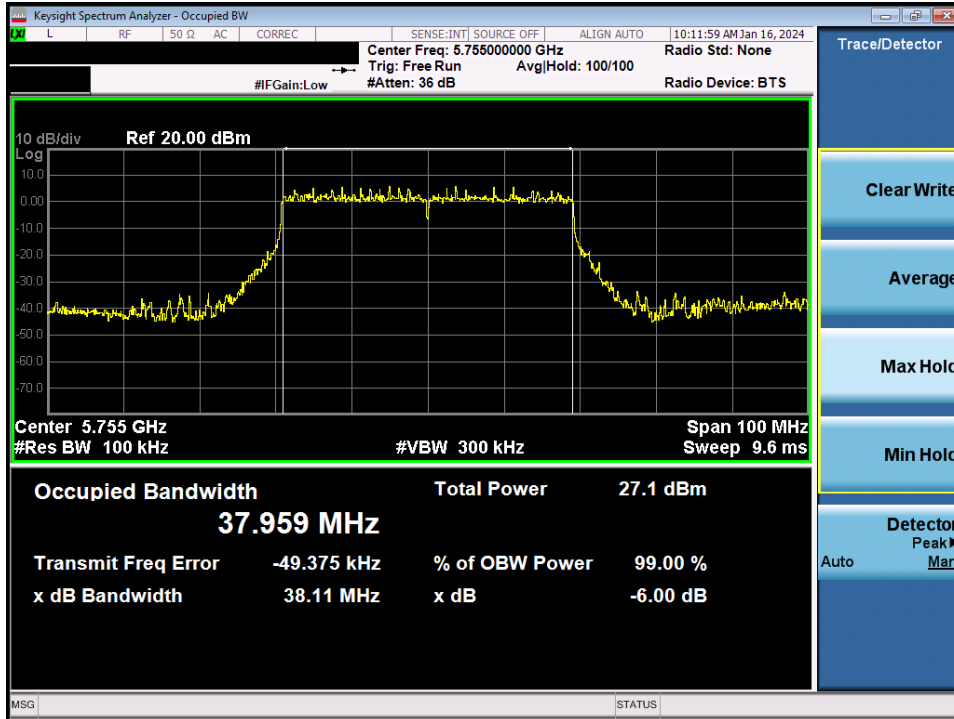 Keysight Spectrum Analyzer - Occupied BW
LXI L RF 50 Ω AC CORREC SENSE:INT SOURCE OFF ALIGN AUTO 10:11:59 AM Jan 16, 2024
Center Freq: 5.755000000 GHz Radio Std: None
Trig: Free Run Avg|Hold: 100/100
#IFGain:Low #Atten: 36 dB Radio Device: BTS
Trace/Detector
10 dB/div Ref 20.00 dBm
Log
10.0
0.00
-10.0
-20.0
-30.0
-40.0
-50.0
-60.0
-70.0
Center 5.755 GHz Span 100 MHz
#Res BW 100 kHz #VBW 300 kHz Sweep 9.6 ms
Occupied Bandwidth Total Power 27.1 dBm
37.959 MHz
Transmit Freq Error -49.375 kHz % of OBW Power 99.00 %
x dB Bandwidth 38.11 MHz x dB -6.00 dB
Clear Write
Average
Max Hold
Min Hold
Detector
Peak
Auto Man
MSG STATUS